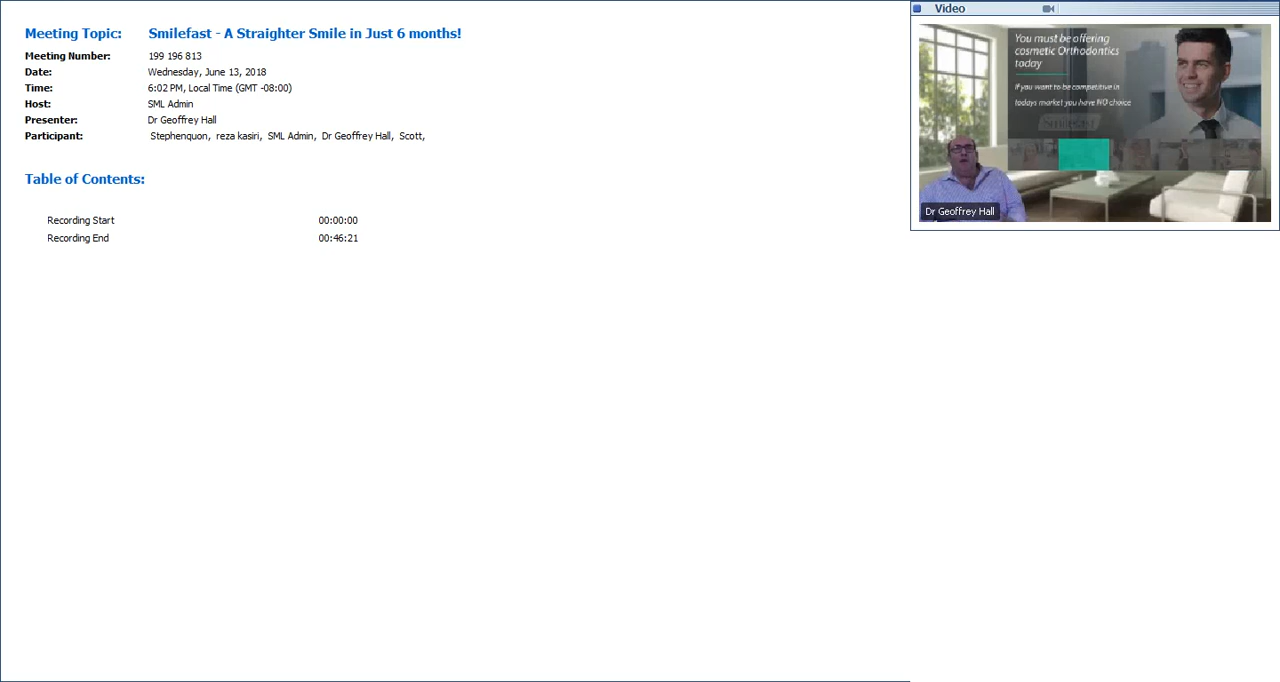 Meeting Topic: Smilefast - A Straighter Smile in Just 6 months!
Meeting Number: 199 196 813
Date: Wednesday, June 13, 2018
Time: 6:02 PM, Local Time (GMT -08:00)
Host: SML Admin
Presenter: Dr Geoffrey Hall
Participant: Stephenquon, reza kasiri, SML Admin, Dr Geoffrey Hall, Scott,
Table of Contents:
Recording Start 00:00:00
Recording End 00:46:21
Video
You must be offering
cosmetic Orthodontics
today
If you want to be competitive in
todays market you have NO choice
Dr Geoffrey Hall